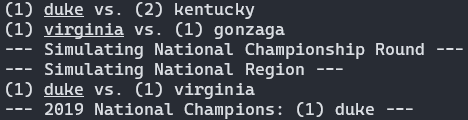 (1) duke vs. (2) kentucky
(1) virginia vs. (1) gonzaga
--- Simulating National Championship Round ---
--- Simulating National Region ---
(1) duke vs. (1) virginia
--- 2019 National Champions: (1) duke ---